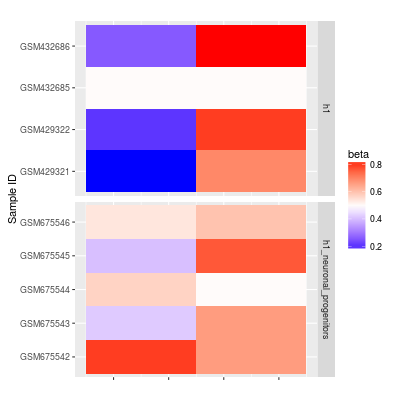 GSM432686
GSM432685
GSM429322
GSM429321
h1
GSM675546
GSM675545
GSM675544
GSM675543
GSM675542
h1_neuronal_progenitors
Sample ID
beta
0.8
0.6
0.4
0.2